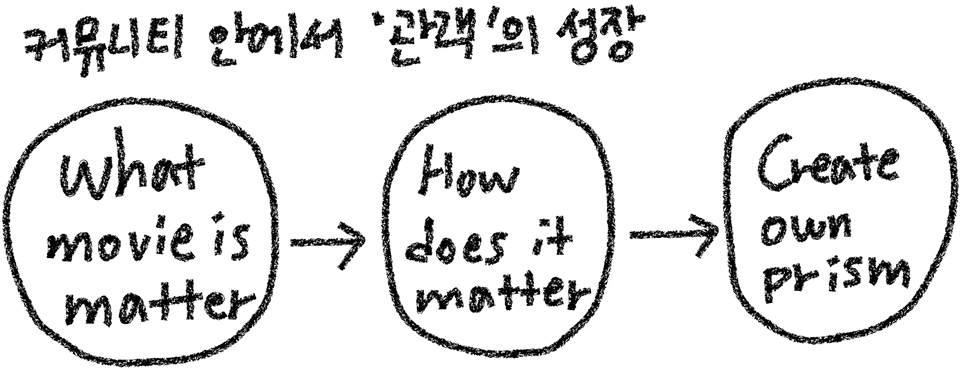 커뮤니티 안에서 '관객'의 성장
What
movie is
matter
How
does it
matter
Create
own
prism